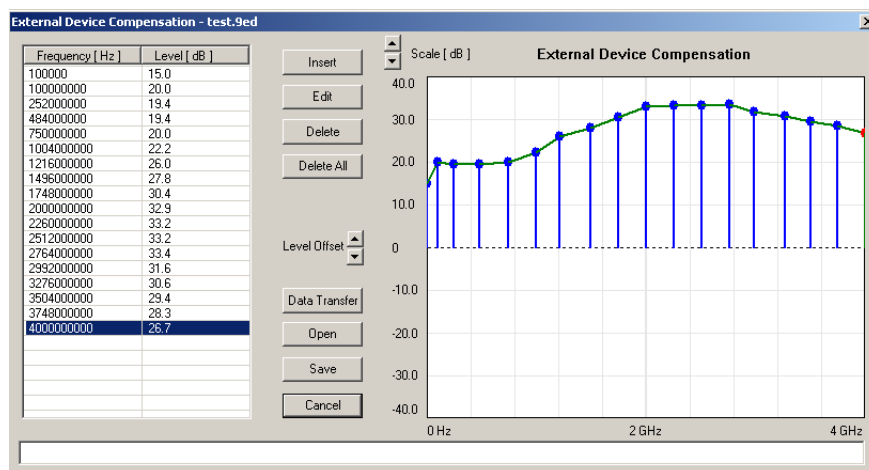 External Device Compensation - test.9ed
Frequency [ Hz ] Level [ dB ]
100000 15.0
100000000 20.0
252000000 19.4
484000000 19.4
750000000 20.0
1004000000 22.2
1216000000 26.0
1496000000 27.8
1748000000 30.4
2000000000 32.9
2260000000 33.2
2512000000 33.2
2764000000 33.4
2992000000 31.6
3276000000 30.6
3504000000 29.4
3748000000 28.3
4000000000 26.7
Insert
Edit
Delete
Delete All
Level Offset
Data Transfer
Open
Save
Cancel
Scale [ dB ]
External Device Compensation
40.0
30.0
20.0
10.0
0
-10.0
-20.0
-30.0
-40.0
0 Hz 2 GHz 4 GHz